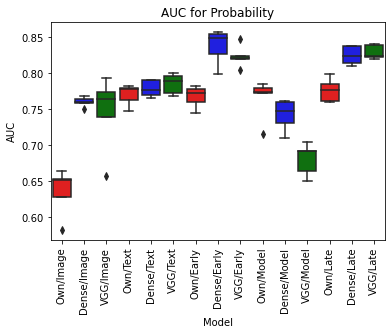 AUC for Probability
AUC
0.85
0.80
0.75
0.70
0.65
0.60
Own/Image
Dense/Image
VGG/Image
Own/Text
Dense/Text
VGG/Text
Own/Early
Dense/Early
VGG/Early
Own/Model
Dense/Model
VGG/Model
Own/Late
Dense/Late
VGG/Late
Model